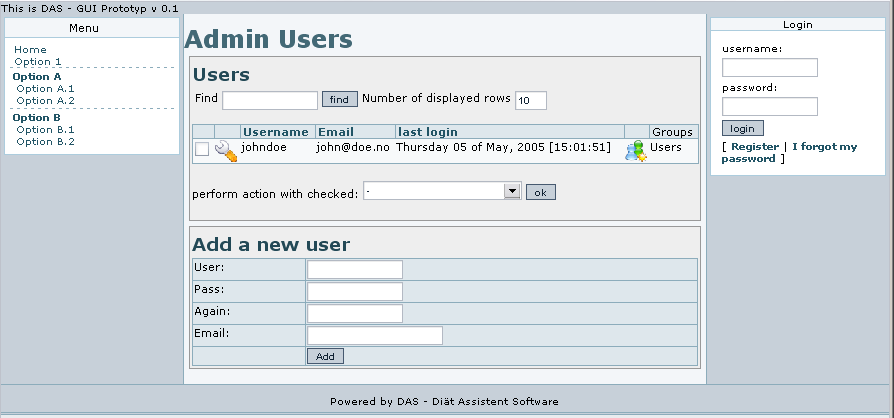 This is DAS - GUI Prototyp v 0.1
Menu
Home
Option 1
Option A
Option A.1
Option A.2
Option B
Option B.1
Option B.2
Admin Users
Users
Find find Number of displayed rows 10
Username Email last login Groups
johndoe john@doe.no Thursday 05 of May, 2005 [15:01:51] Users
perform action with checked: - ok
Add a new user
User:
Pass:
Again:
Email:
Add
Login
username:
password:
login
[ Register | I forgot my
password ]
Powered by DAS - Diät Assistent Software